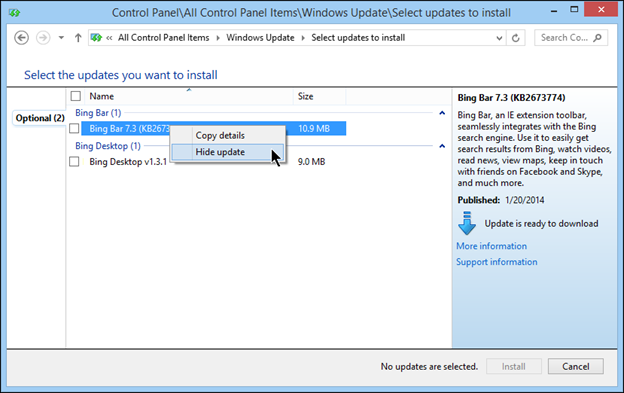 Control Panel\All Control Panel Items\Windows Update\Select updates to install
« All Control Panel Items ▸ Windows Update ▸ Select updates to install
Search Co...
Select the updates you want to install
Optional (2)
Name
Size
Bing Bar (1)
Bing Bar 7.3 (KB2673
10.9 MB
Copy details
Hide update
Bing Desktop (1)
Bing Desktop v1.3.1
9.0 MB
Bing Bar 7.3 (KB2673774)
Bing Bar, an IE extension toolbar,
seamlessly integrates with the Bing
search engine. Use it to easily get
search results from Bing, watch videos,
read news, view maps, keep in touch
with friends on Facebook and Skype,
and much more.
Published: 1/20/2014
Update is ready to download
More information
Support information
No updates are selected.
Install
Cancel